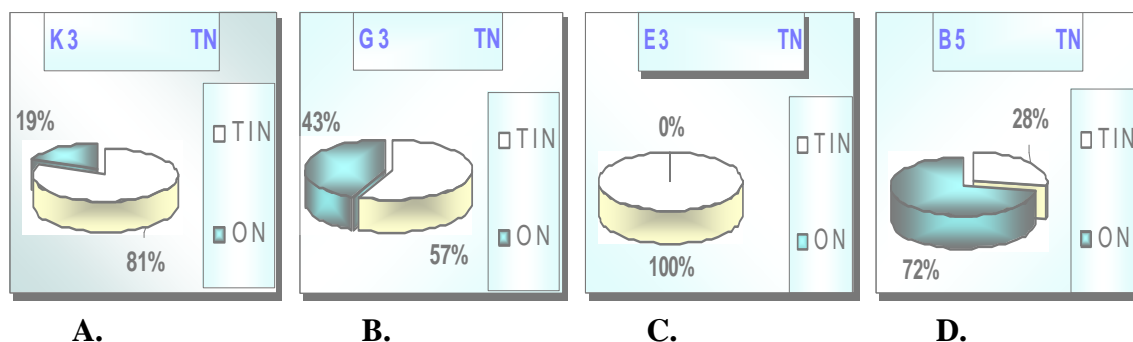 K3 TN
19%
81%
TIN
ON
A.
G3 TN
43%
57%
TIN
ON
B.
E3 TN
0%
100%
TIN
ON
C.
B5 TN
28%
72%
TIN
ON
D.